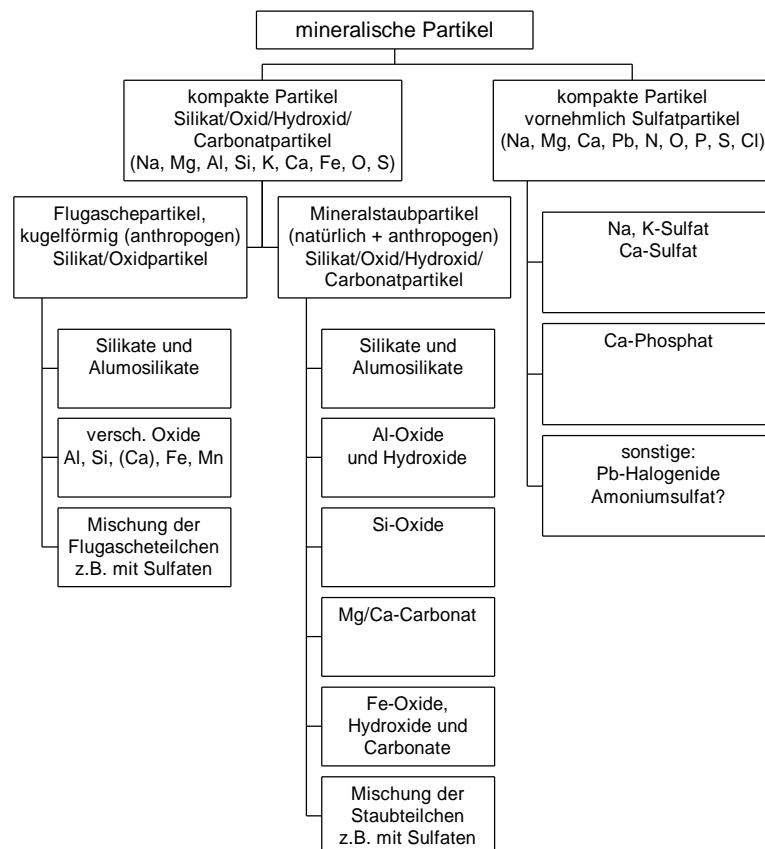 mineralische Partikel
kompakte Partikel
Silikat/Oxid/Hydroxid/
Carbonatpartikel
(Na, Mg, Al, Si, K, Ca, Fe, O, S)
kompakte Partikel
vornehmlich Sulfatpartikel
(Na, Mg, Ca, Pb, N, O, P, S, Cl)
Flugaschepartikel,
kugelförmig (anthropogen)
Silikat/Oxidpartikel
Mineralstaubpartikel
(natürlich + anthropogen)
Silikat/Oxid/Hydroxid/
Carbonatpartikel
Na, K-Sulfat
Ca-Sulfat
Silikate und
Alumosilikate
Silikate und
Alumosilikate
Ca-Phosphat
versch. Oxide
Al, Si, (Ca), Fe, Mn
Al-Oxide
und Hydroxide
sonstige:
Pb-Halogenide
Amoniumsulfat?
Mischung der
Flugascheteilchen
z.B. mit Sulfaten
Si-Oxide
Mg/Ca-Carbonat
Fe-Oxide,
Hydroxide und
Carbonate
Mischung der
Staubteilchen
z.B. mit Sulfaten